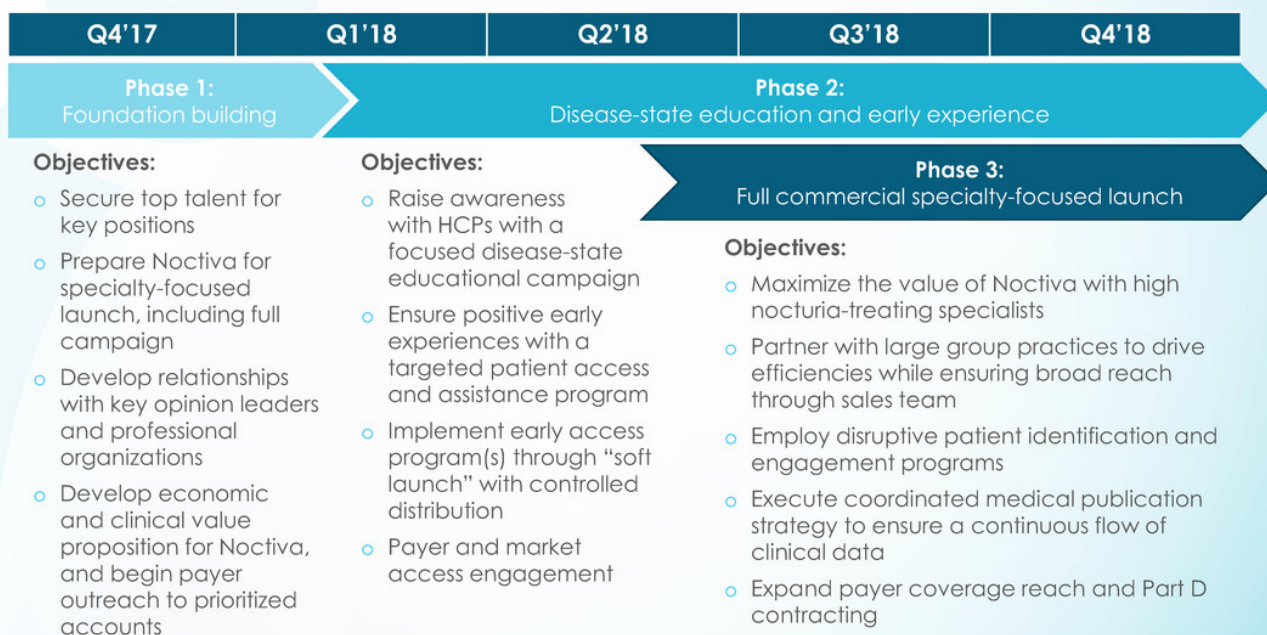 Q4’17
Q1’18
Q2’18
Q3’18
Q4’18
Phase 1:
Foundation building
Phase 2:
Disease-state education and early experience
Phase 3:
Full commercial specialty-focused launch
Objectives:
o Secure top talent for
key positions
o Prepare Noctiva for
specialty-focused
launch, including full
campaign
o Develop relationships
with key opinion leaders
and professional
organizations
o Develop economic
and clinical value
proposition for Noctiva,
and begin payer
outreach to prioritized
accounts
Objectives:
o Raise awareness
with HCPs with a
focused disease-state
educational campaign
o Ensure positive early
experiences with a
targeted patient access
and assistance program
o Implement early access
program(s) through “soft
launch” with controlled
distribution
o Payer and market
access engagement
Objectives:
o Maximize the value of Noctiva with high
nocturia-treating specialists
o Partner with large group practices to drive
efficiencies while ensuring broad reach
through sales team
o Employ disruptive patient identification and
engagement programs
o Execute coordinated medical publication
strategy to ensure a continuous flow of
clinical data
o Expand payer coverage reach and Part D
contracting